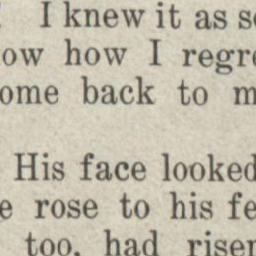 I knew it as s
ow how I regre
ome back to m
His face looked
e rose to his fe
too, had risen